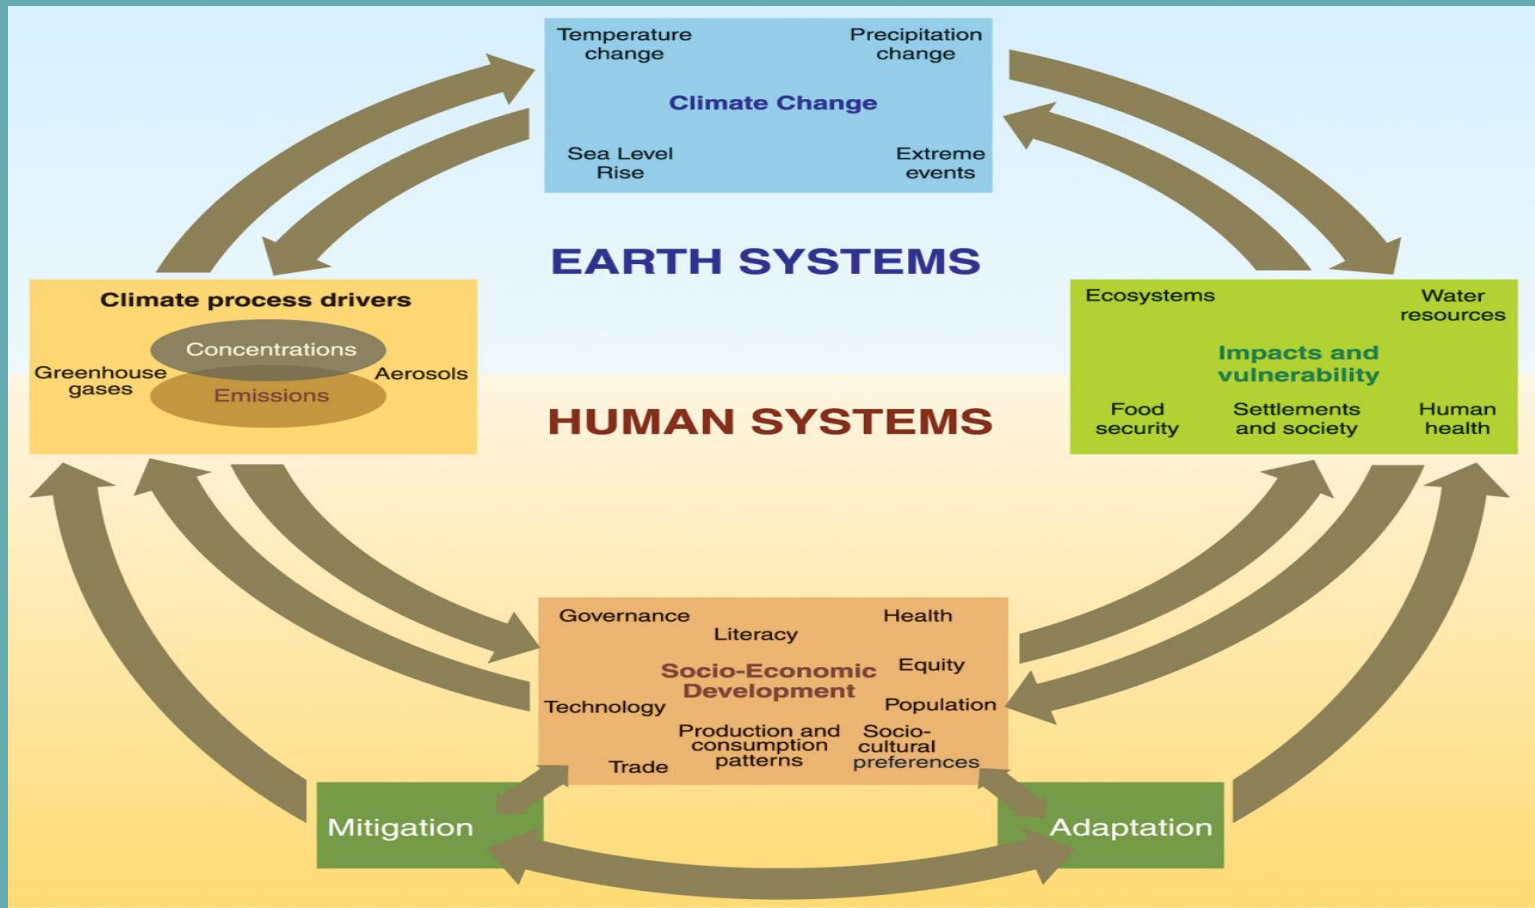 Temperature
change
Precipitation
change
Climate Change
Sea Level
Rise
Extreme
events
EARTH SYSTEMS
Climate process drivers
Concentrations
Greenhouse
gases
Aerosols
Emissions
Ecosystems
Water
resources
Impacts and
vulnerability
Food
security
Settlements
and society
Human
health
HUMAN SYSTEMS
Governance
Literacy
Health
Socio-Economic
Development
Equity
Technology
Population
Production and
consumption
patterns
Socio-
cultural
preferences
Trade
Mitigation
Adaptation